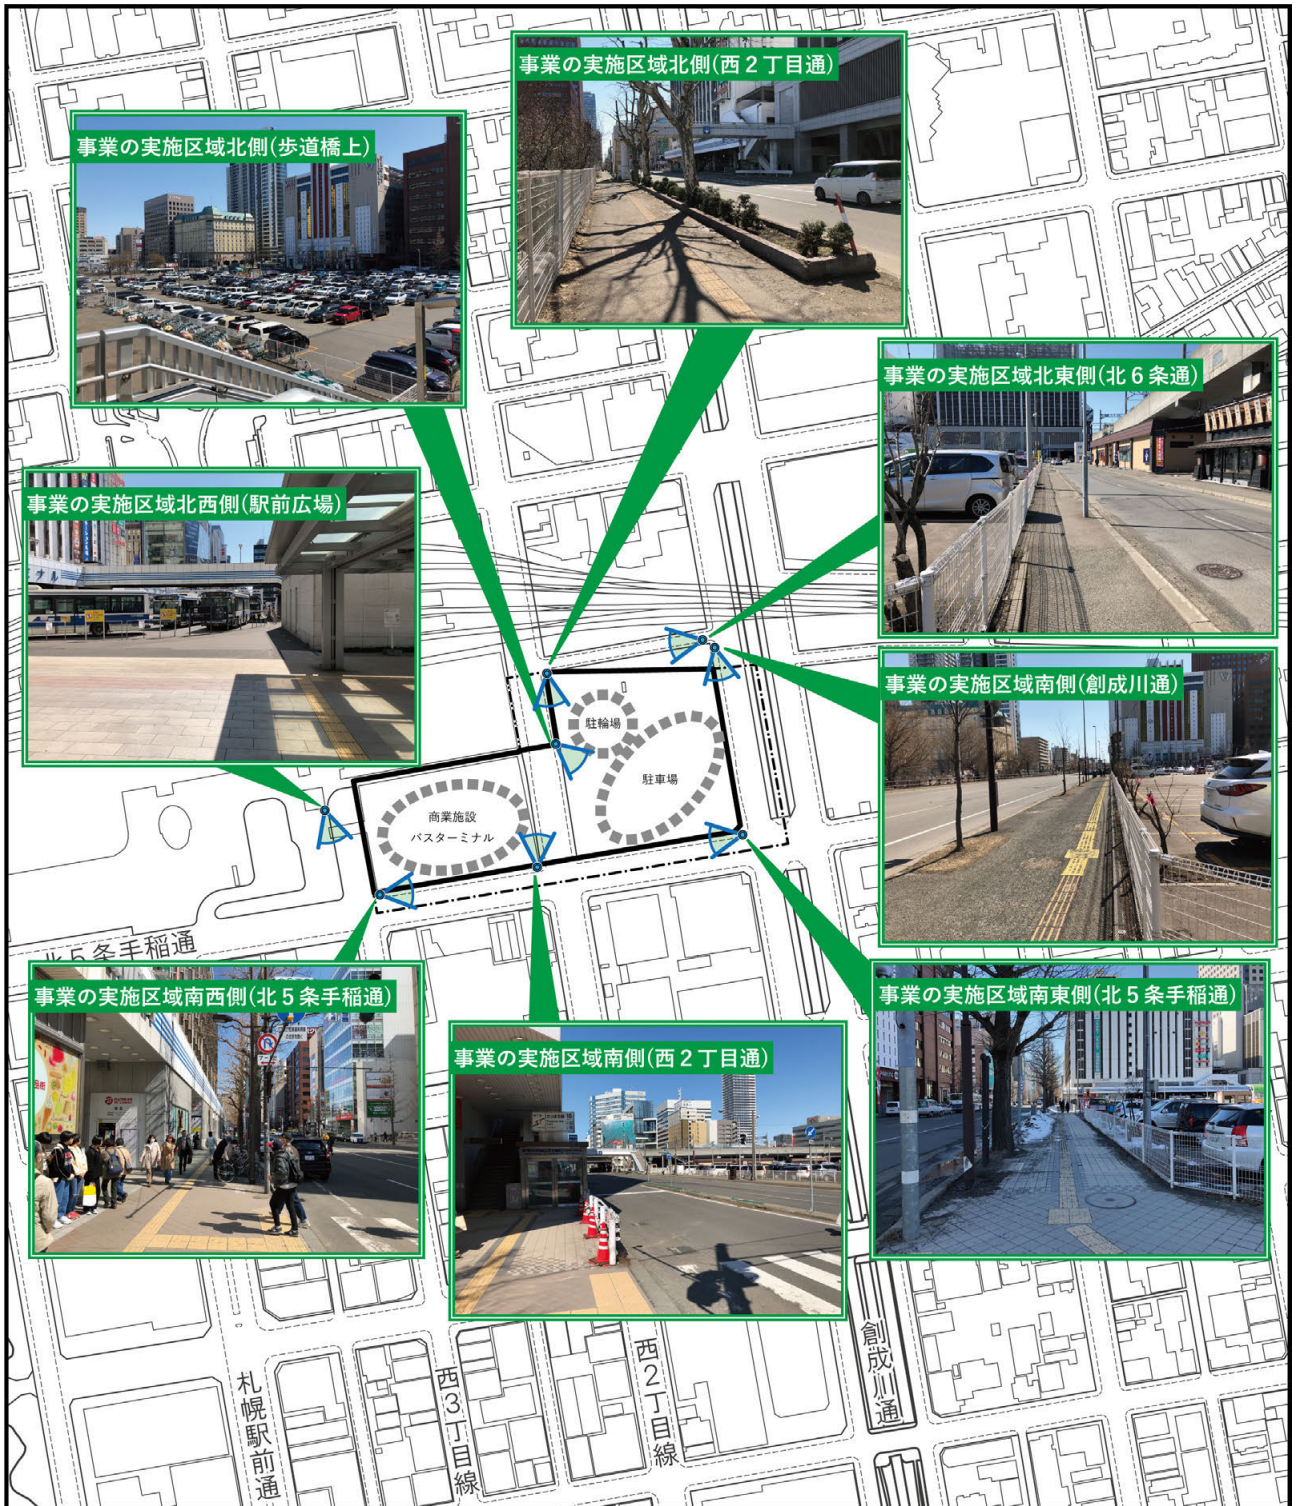 事業の実施区域北側(西２丁目通)
事業の実施区域北側(歩道橋上)
事業の実施区域北東側(北６条通)
事業の実施区域北西側(駅前広場)
事業の実施区域南側(創成川通)
駐輪場
駐車場
商業施設
バスターミナル
北５条手稲通
事業の実施区域南西側(北５条手稲通)
事業の実施区域南東側(北５条手稲通)
事業の実施区域南側(西２丁目通)
札幌駅前通
西３丁目線
西２丁目線
創成川通